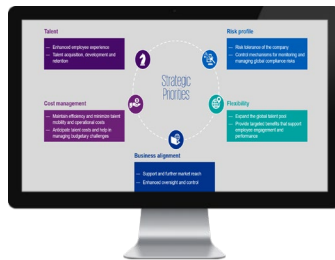 Talent
— Enhanced employee experience
— Talent acquisition, development and
retention
Risk profile
— Risk tolerance of the company
— Control mechanisms for monitoring and
managing global compliance risks
Strategic
Priorities
Cost management
— Maintain efficiency and minimize talent
mobility and operational costs
— Anticipate talent costs and help in
managing budgetary challenges
Flexibility
— Expand the global talent pool
— Provide targeted benefits that support
employee engagement and
performance
Business alignment
— Support and further market reach
— Enhanced oversight and control